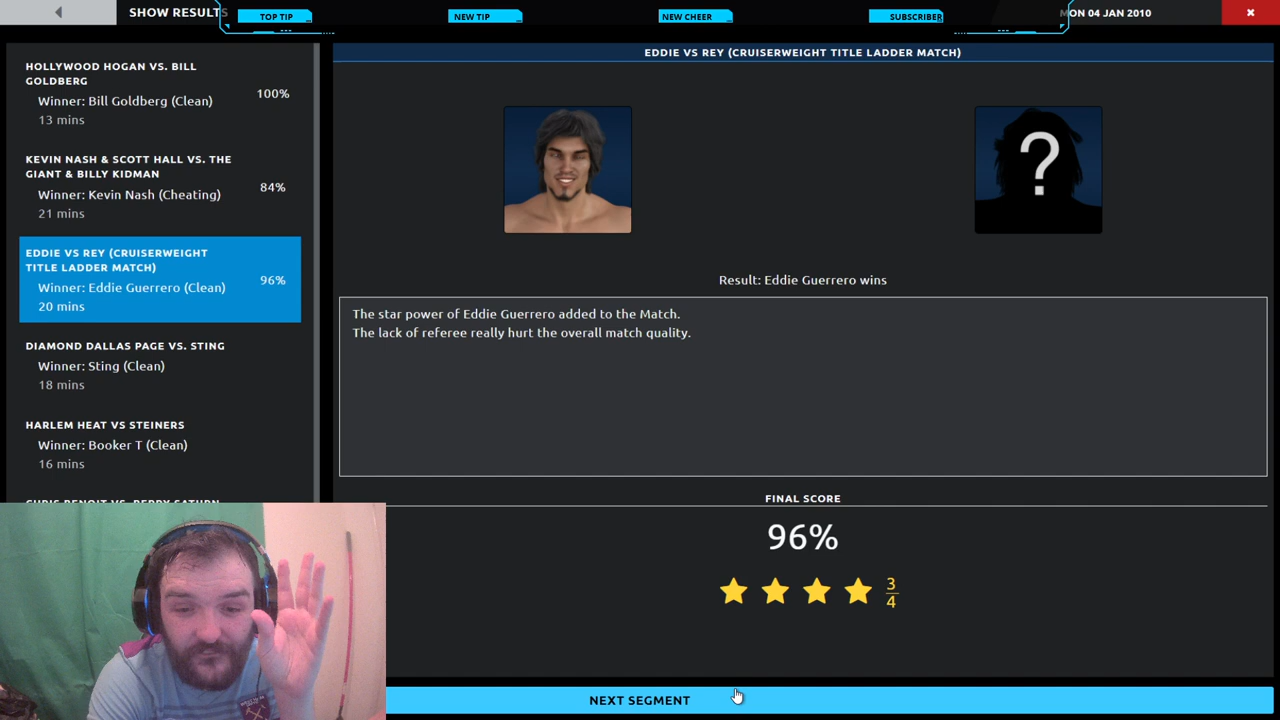 SHOW RESULTS
TOP TIP
NEW TIP
NEW CHEER
SUBSCRIBER
MON 04 JAN 2010
HOLLYWOOD HOGAN VS. BILL
GOLDBERG
Winner: Bill Goldberg (Clean)
13 mins
100%
KEVIN NASH & SCOTT HALL VS. THE
GIANT & BILLY KIDMAN
Winner: Kevin Nash (Cheating)
21 mins
84%
EDDIE VS REY (CRUISERWEIGHT
TITLE LADDER MATCH)
Winner: Eddie Guerrero (Clean)
20 mins
96%
DIAMOND DALLAS PAGE VS. STING
Winner: Sting (Clean)
18 mins
HARLEM HEAT VS STEINERS
Winner: Booker T (Clean)
16 mins
CHRIS BENOIT VS. PERRY SATURN
EDDIE VS REY (CRUISERWEIGHT TITLE LADDER MATCH)
?
Result: Eddie Guerrero wins
The star power of Eddie Guerrero added to the Match.
The lack of referee really hurt the overall match quality.
FINAL SCORE
96%
3/4
NEXT SEGMENT